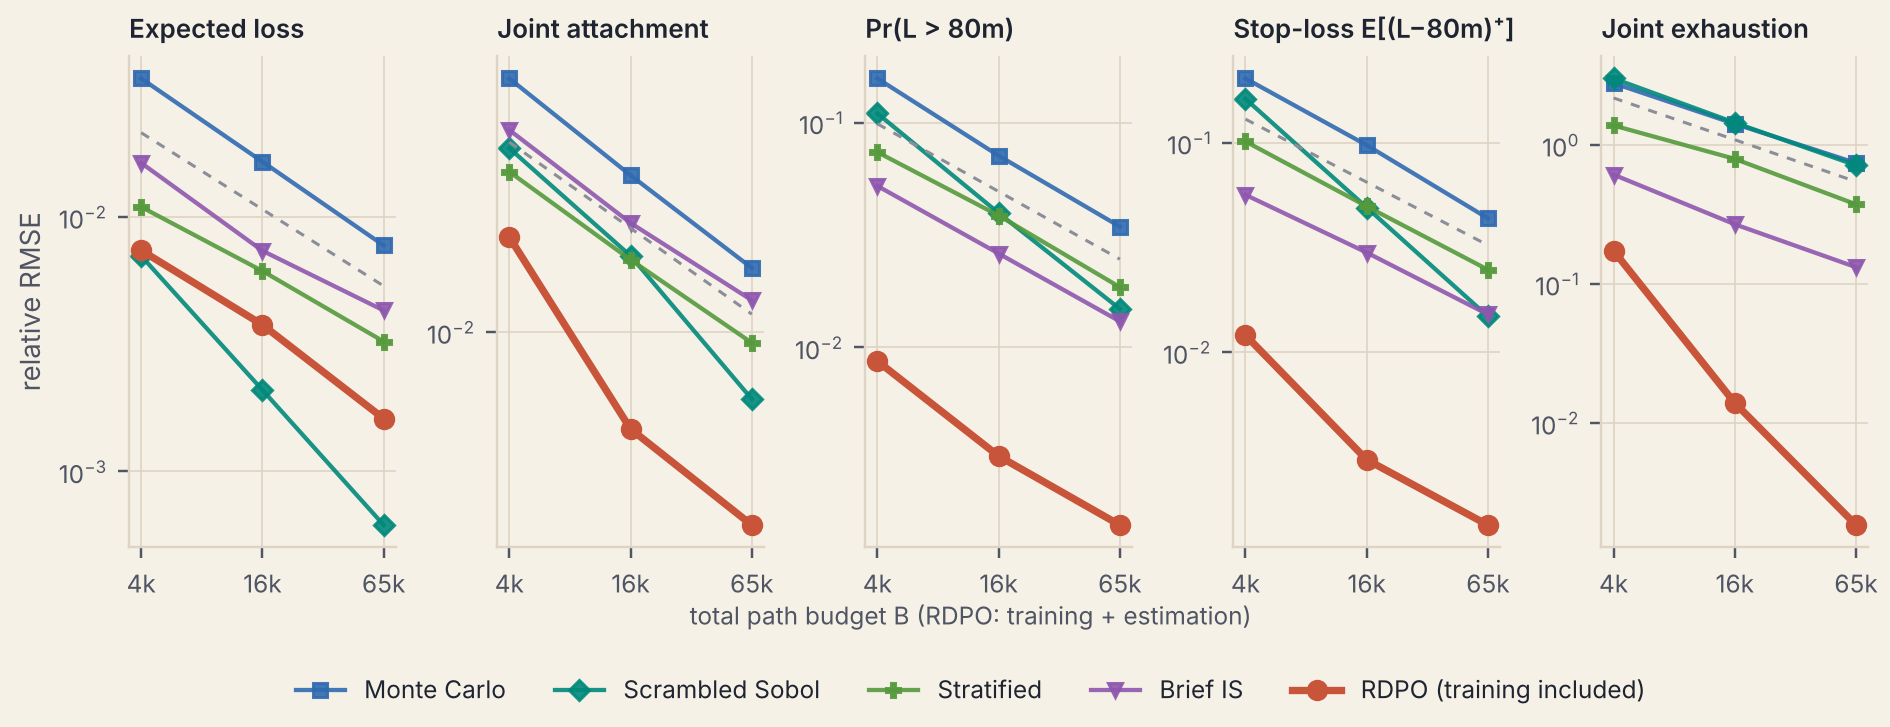 Expected loss
Joint attachment
Pr(L > 80m)
Stop-loss E[(L−80m)⁺]
Joint exhaustion
relative RMSE
10⁻²
10⁻³
10⁻²
10⁻¹
10⁻²
10⁻¹
10⁻²
10⁰
10⁻¹
10⁻²
4k 16k 65k
4k 16k 65k
4k 16k 65k
4k 16k 65k
4k 16k 65k
total path budget B (RDPO: training + estimation)
Monte Carlo
Scrambled Sobol
Stratified
Brief IS
RDPO (training included)